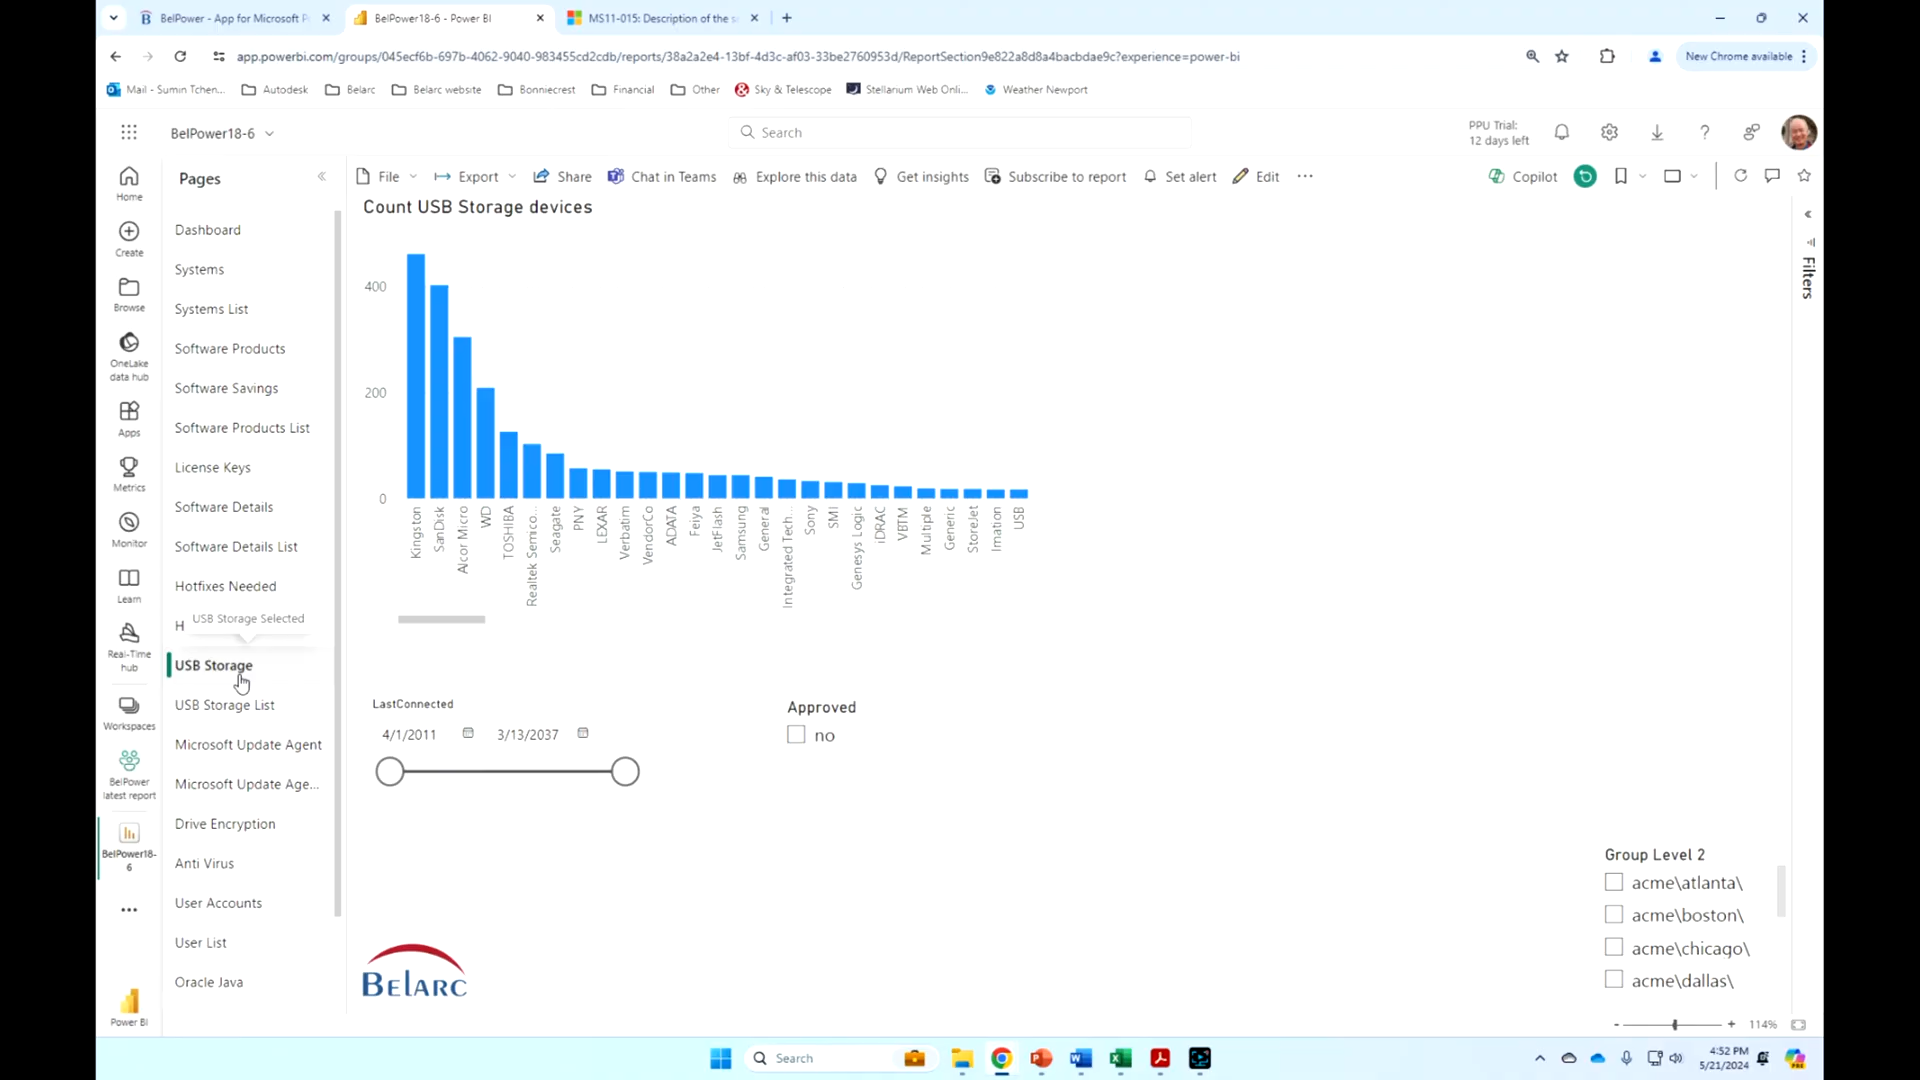 BelPower - App for Microsoft P
BelPower18-6 - Power BI
MS11-015: Description of the s
app.powerbi.com/groups/045ecf6b-697b-4062-9040-983455cd2cdb/reports/38a2a2e4-13bf-4d3c-af03-33be2760953d/ReportSection9e822a8d8a4bacbdae9c?experience=power-bi
New Chrome available
Mail - Sumin Tchen...
Autodesk
Belarc
Belarc website
Bonniecrest
Financial
Other
Sky & Telescope
Stellarium Web Onli...
Weather Newport
BelPower18-6
Search
PPU Trial:
12 days left
Home
Create
Browse
OneLake
data hub
Apps
Metrics
Monitor
Learn
Real-Time
hub
Workspaces
BelPower
latest report
BelPower18-
6
Power BI
Pages
Dashboard
Systems
Systems List
Software Products
Software Savings
Software Products List
License Keys
Software Details
Software Details List
Hotfixes Needed
H
USB Storage Selected
USB Storage
USB Storage List
Microsoft Update Agent
Microsoft Update Age...
Drive Encryption
Anti Virus
User Accounts
User List
Oracle Java
File
Export
Share
Chat in Teams
Explore this data
Get insights
Subscribe to report
Set alert
Edit
Copilot
Count USB Storage devices
400
200
0
Kingston
SanDisk
Alcor Micro
WD
TOSHIBA
Realtek Semico...
Seagate
PNY
LEXAR
Verbatim
VendorCo
ADATA
Feiya
JetFlash
Samsung
General
Integrated Tech...
Sony
SMI
Genesys Logic
iDRAC
VBTM
Multiple
Generic
StoreJet
Imation
USB
LastConnected
4/1/2011
3/13/2037
Approved
no
Filters
Group Level 2
acme\atlanta\
acme\boston\
acme\chicago\
acme\dallas\
BELARC
- + 114%
Search
4:52 PM
5/21/2024